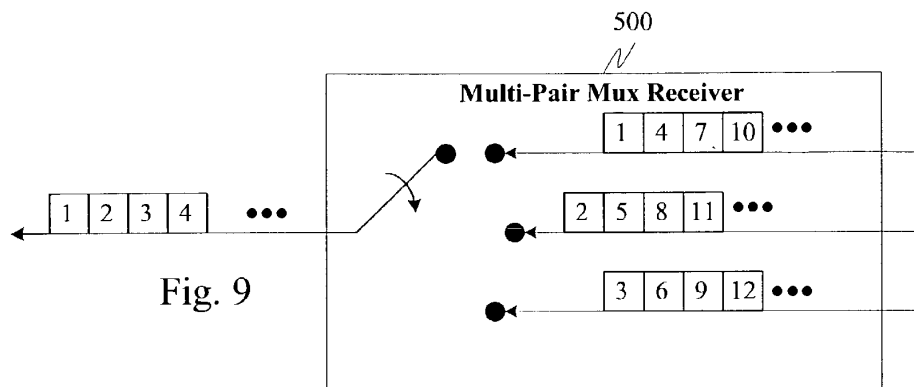 500
Multi-Pair Mux Receiver
1 4 7 10 •••
1 2 3 4 •••
2 5 8 11 •••
3 6 9 12 •••
Fig. 9